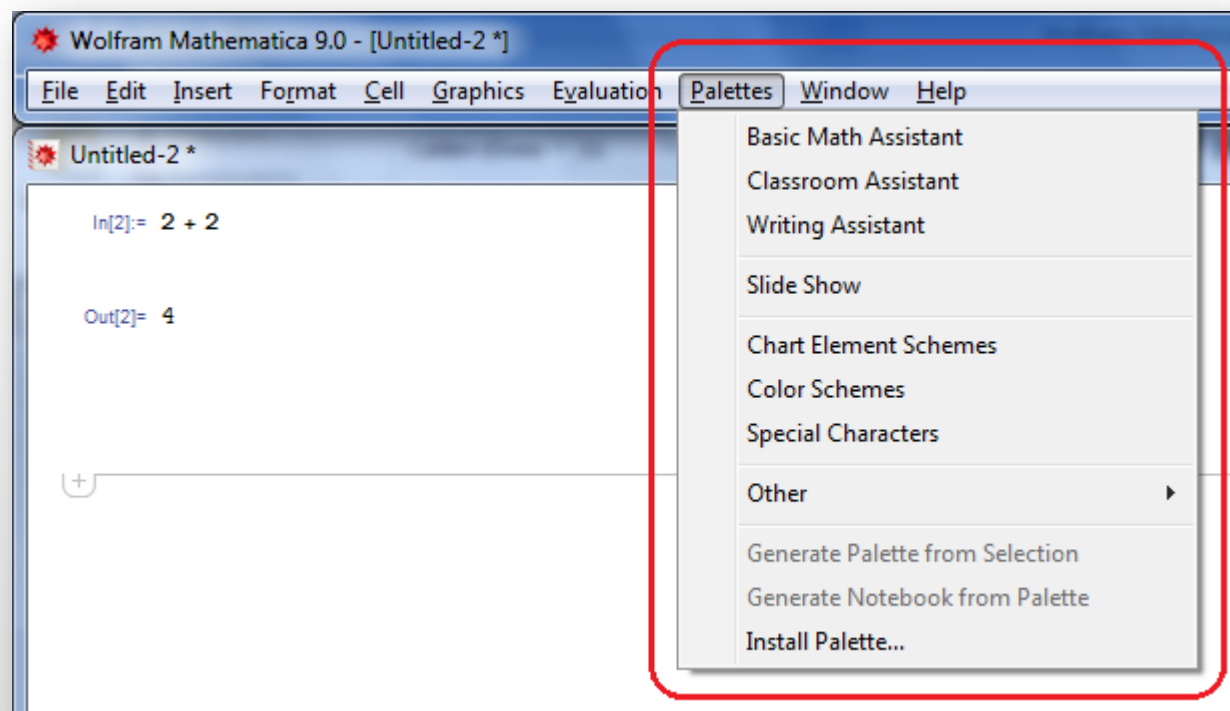 Wolfram Mathematica 9.0 - [Untitled-2 *]
File Edit Insert Format Cell Graphics Evaluation Palettes Window Help
Untitled-2 *
In[2]:= 2 + 2
Out[2]= 4
Basic Math Assistant
Classroom Assistant
Writing Assistant
Slide Show
Chart Element Schemes
Color Schemes
Special Characters
Other
Generate Palette from Selection
Generate Notebook from Palette
Install Palette...